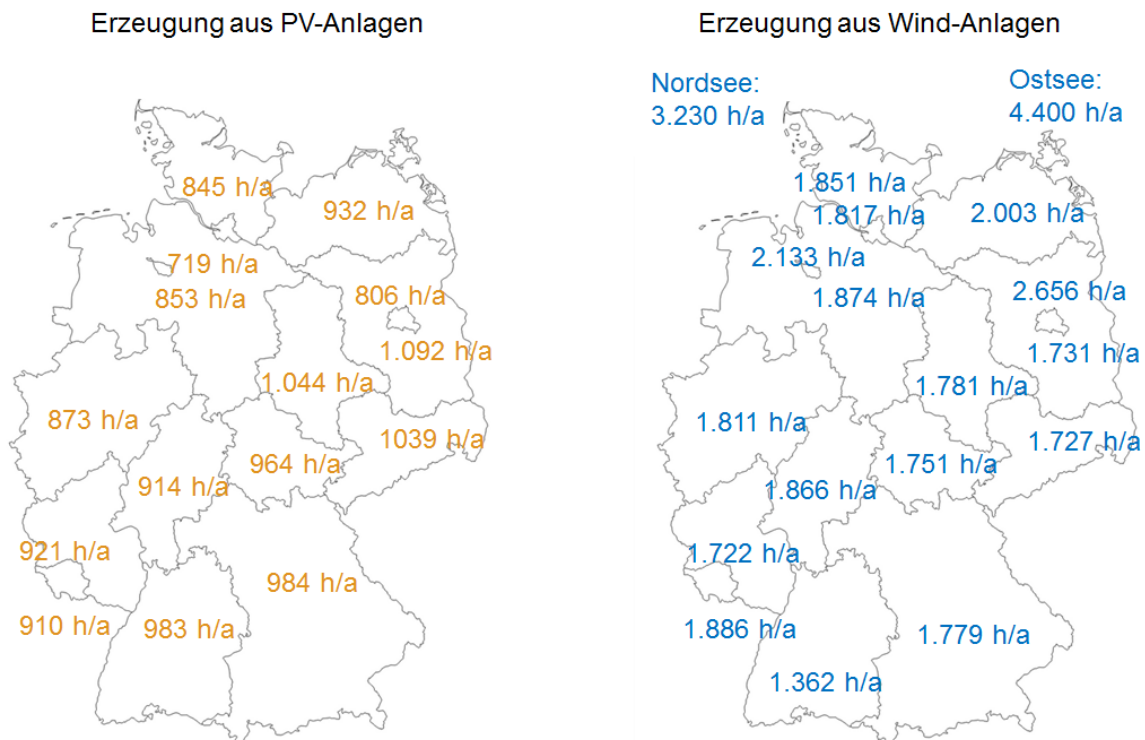 Erzeugung aus PV-Anlagen
845 h/a
932 h/a
719 h/a
853 h/a
806 h/a
1.092 h/a
1.044 h/a
873 h/a
1039 h/a
964 h/a
914 h/a
921 h/a
984 h/a
910 h/a
983 h/a
Erzeugung aus Wind-Anlagen
Nordsee:
3.230 h/a
Ostsee:
4.400 h/a
1.851 h/a
1.817 h/a
2.003 h/a
2.133 h/a
1.874 h/a
2.656 h/a
1.731 h/a
1.781 h/a
1.811 h/a
1.727 h/a
1.751 h/a
1.866 h/a
1.722 h/a
1.886 h/a
1.779 h/a
1.362 h/a